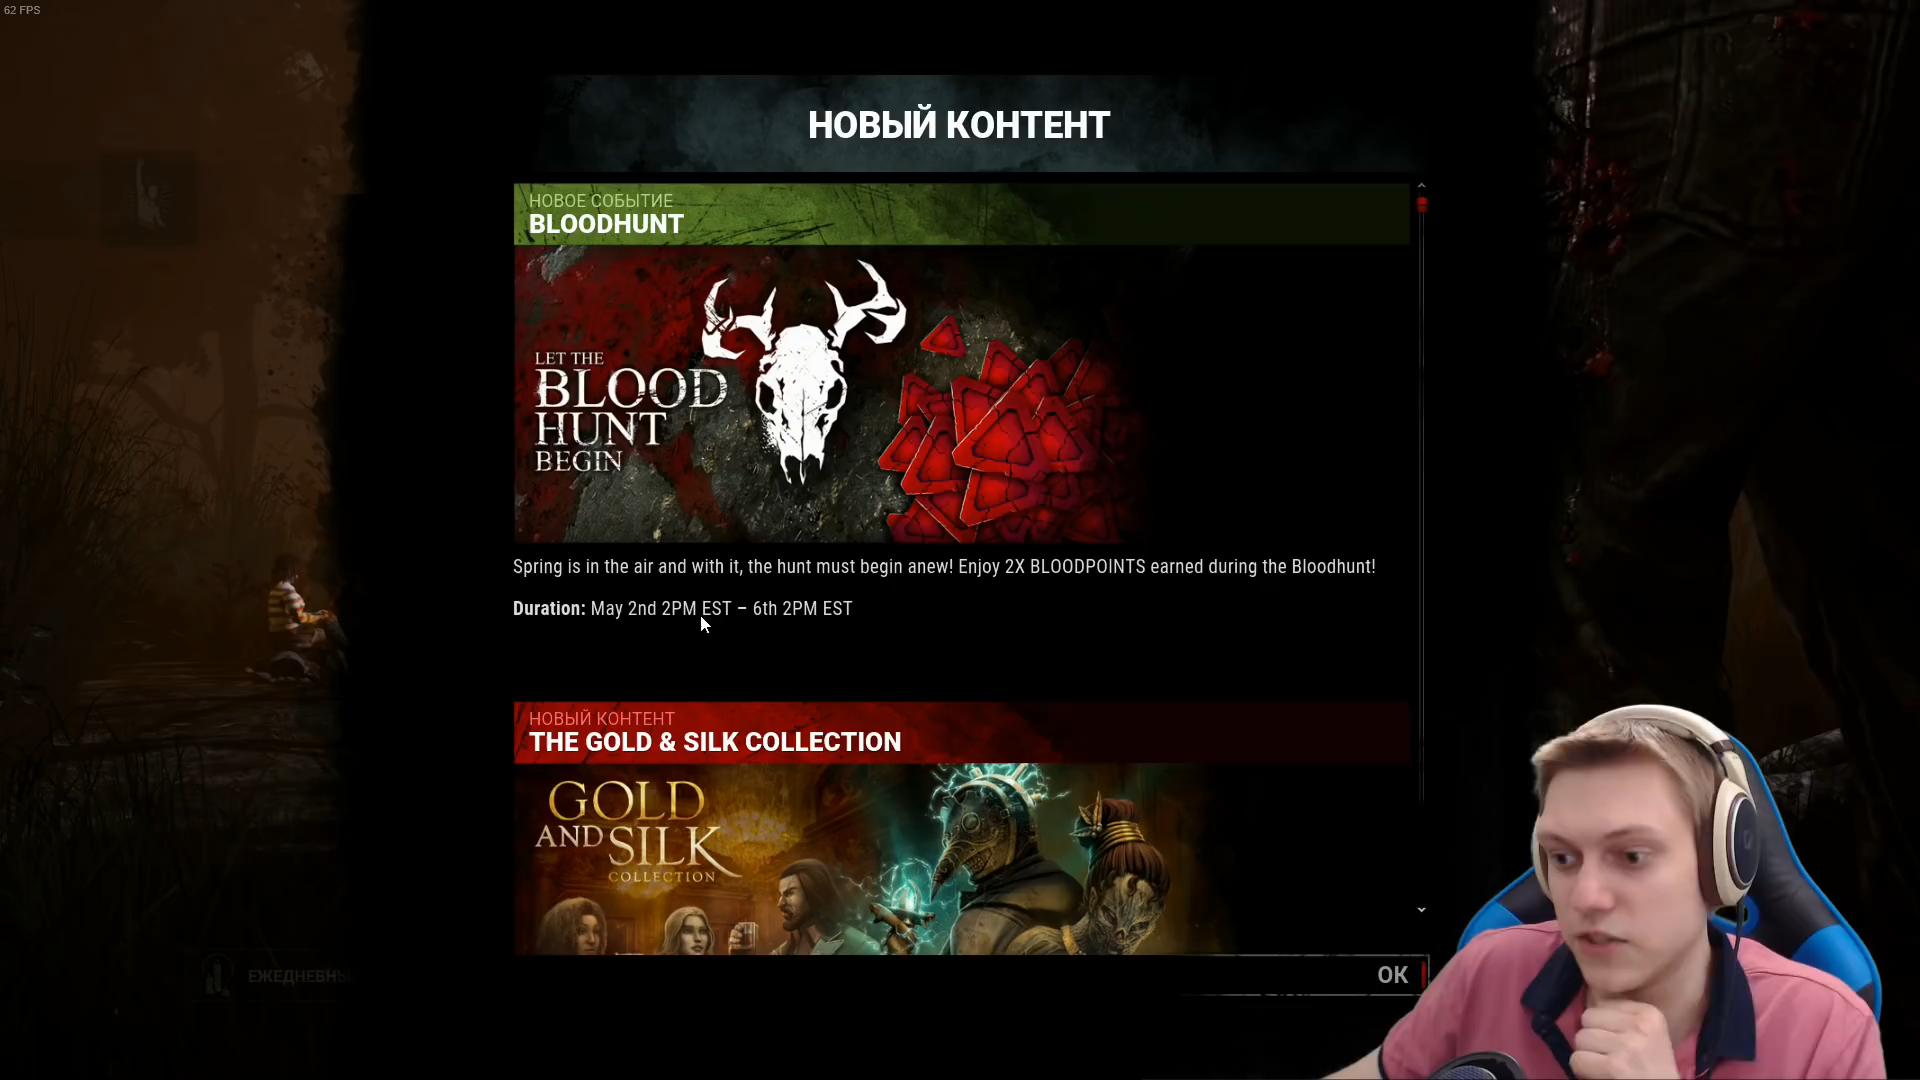 62 FPS
НОВЫЙ КОНТЕНТ
НОВОЕ СОБЫТИЕ
BLOODHUNT
LET THE
BLOOD
HUNT
BEGIN
Spring is in the air and with it, the hunt must begin anew! Enjoy 2X BLOODPOINTS earned during the Bloodhunt!
Duration: May 2nd 2PM EST – 6th 2PM EST
НОВЫЙ КОНТЕНТ
THE GOLD & SILK COLLECTION
GOLD
AND SILK
COLLECTION
OK